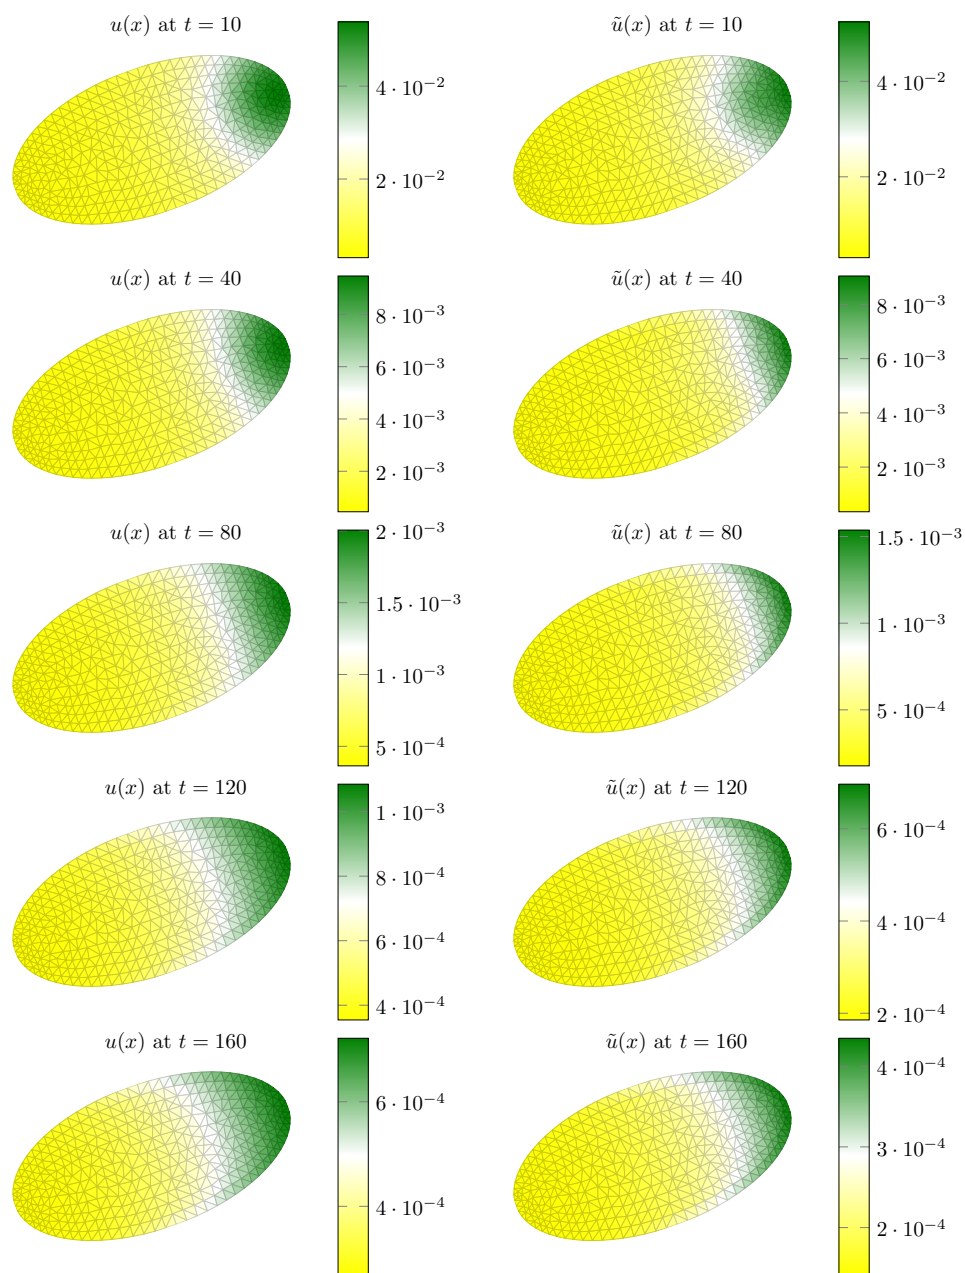 u(x) at t = 10
4 · 10⁻²
2 · 10⁻²
ũ(x) at t = 10
4 · 10⁻²
2 · 10⁻²
u(x) at t = 40
8 · 10⁻³
6 · 10⁻³
4 · 10⁻³
2 · 10⁻³
ũ(x) at t = 40
8 · 10⁻³
6 · 10⁻³
4 · 10⁻³
2 · 10⁻³
u(x) at t = 80
2 · 10⁻³
1.5 · 10⁻³
1 · 10⁻³
5 · 10⁻⁴
ũ(x) at t = 80
1.5 · 10⁻³
1 · 10⁻³
5 · 10⁻⁴
u(x) at t = 120
1 · 10⁻³
8 · 10⁻⁴
6 · 10⁻⁴
4 · 10⁻⁴
ũ(x) at t = 120
6 · 10⁻⁴
4 · 10⁻⁴
2 · 10⁻⁴
u(x) at t = 160
6 · 10⁻⁴
4 · 10⁻⁴
ũ(x) at t = 160
4 · 10⁻⁴
3 · 10⁻⁴
2 · 10⁻⁴